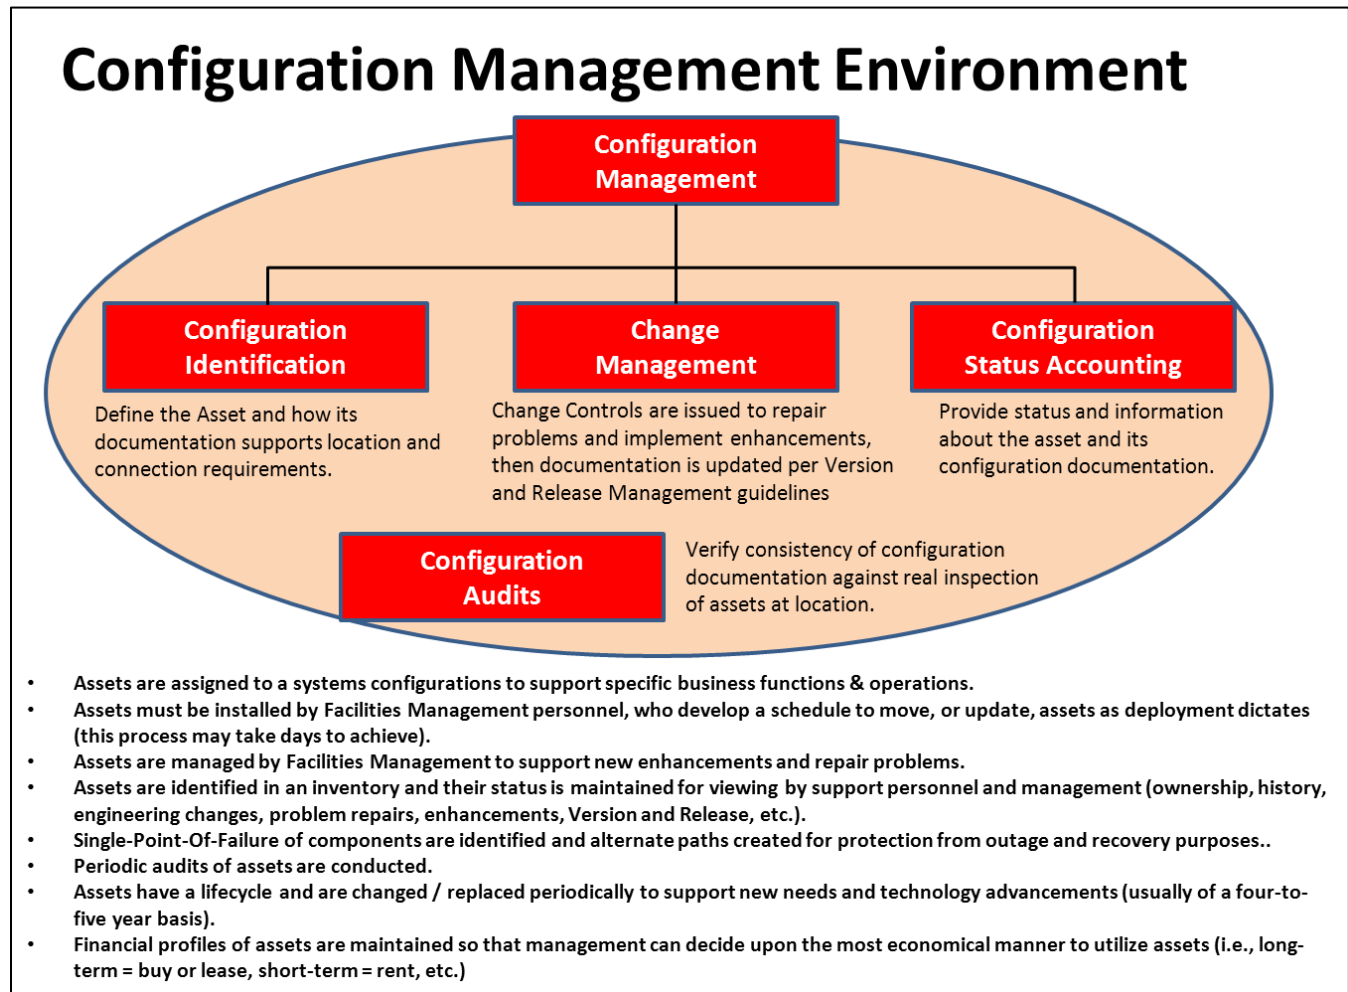 Configuration Management Environment
Configuration
Management
Configuration
Identification
Change
Management
Configuration
Status Accounting
Define the Asset and how its
documentation supports location and
connection requirements.
Change Controls are issued to repair
problems and implement enhancements,
then documentation is updated per Version
and Release Management guidelines
Provide status and information
about the asset and its
configuration documentation.
Configuration
Audits
Verify consistency of configuration
documentation against real inspection
of assets at location.
• Assets are assigned to a systems configurations to support specific business functions & operations.
• Assets must be installed by Facilities Management personnel, who develop a schedule to move, or update, assets as deployment dictates
(this process may take days to achieve).
• Assets are managed by Facilities Management to support new enhancements and repair problems.
• Assets are identified in an inventory and their status is maintained for viewing by support personnel and management (ownership, history,
engineering changes, problem repairs, enhancements, Version and Release, etc.).
• Single-Point-Of-Failure of components are identified and alternate paths created for protection from outage and recovery purposes..
• Periodic audits of assets are conducted.
• Assets have a lifecycle and are changed / replaced periodically to support new needs and technology advancements (usually of a four-to-
five year basis).
• Financial profiles of assets are maintained so that management can decide upon the most economical manner to utilize assets (i.e., long-
term = buy or lease, short-term = rent, etc.)